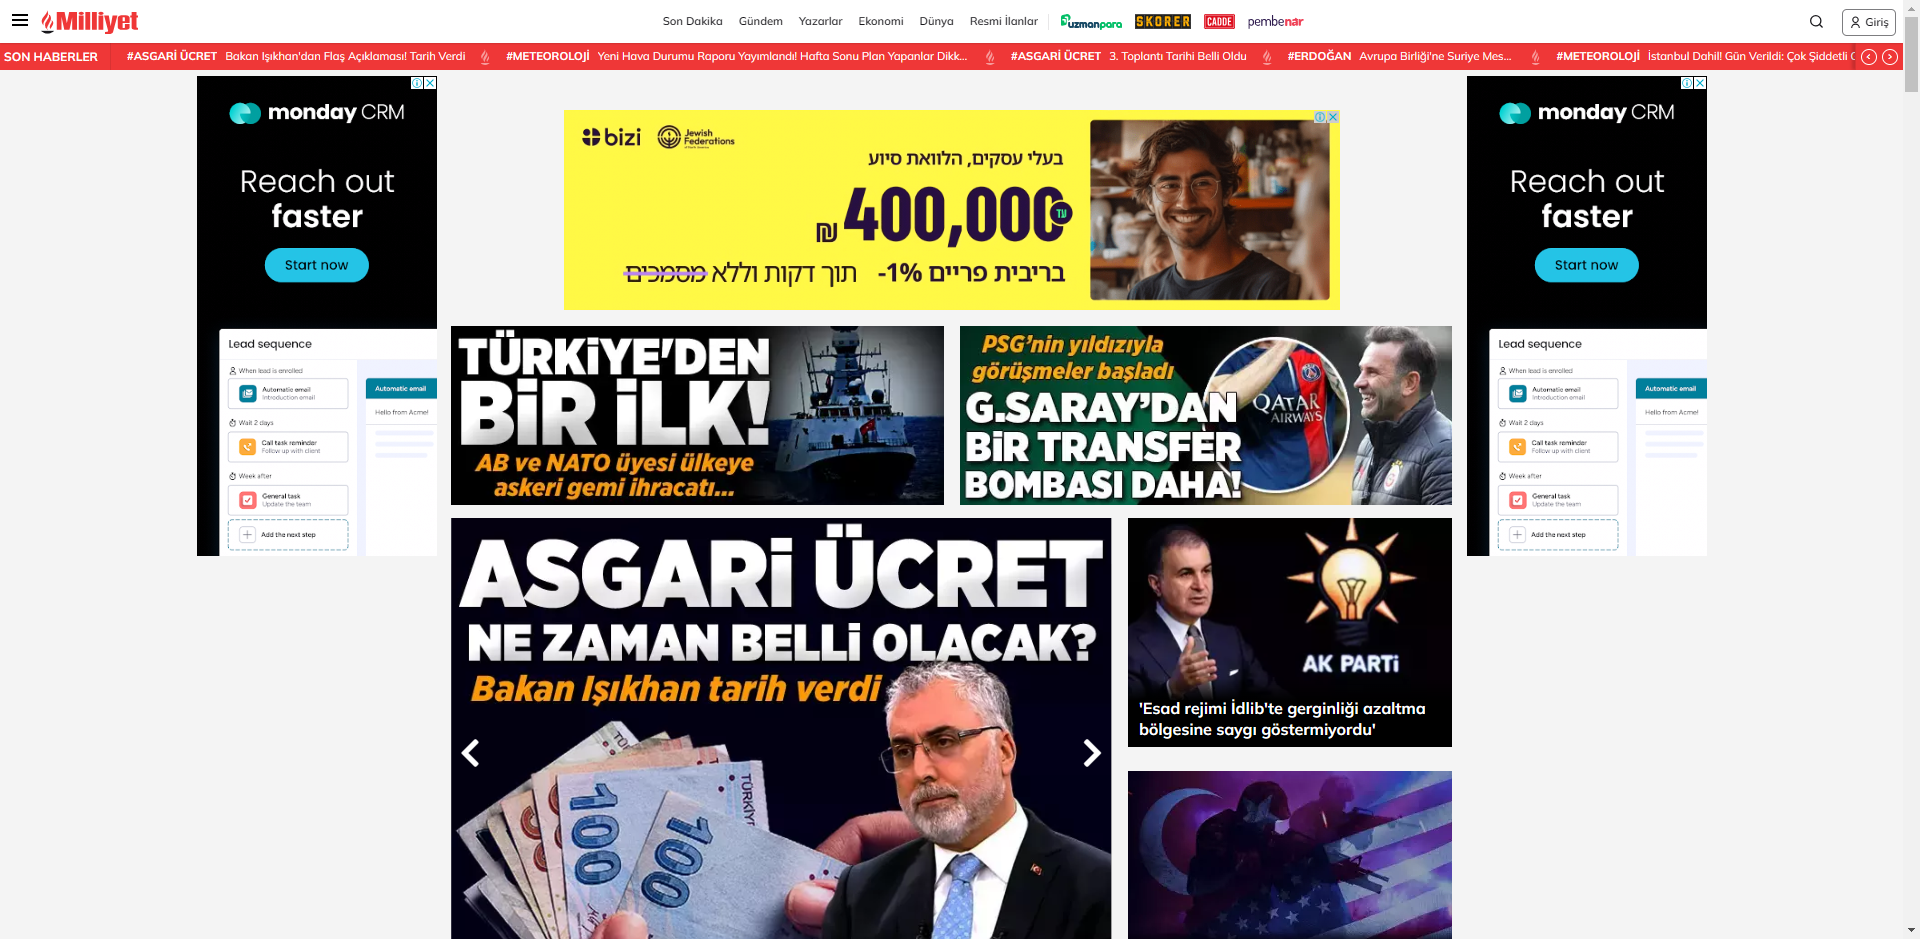 Milliyet
Son Dakika
Gündem
Yazarlar
Ekonomi
Dünya
Resmi İlanlar
uzmanpara
SKORER
CADDE
pembenar
Giriş
SON HABERLER
#ASGARİ ÜCRET Bakan Işıkhan'dan Flaş Açıklaması! Tarih Verdi
#METEOROLOJİ Yeni Hava Durumu Raporu Yayımlandı! Hafta Sonu Plan Yapanlar Dikk...
#ASGARİ ÜCRET 3. Toplantı Tarihi Belli Oldu
#ERDOĞAN Avrupa Birliği'ne Suriye Mes...
#METEOROLOJİ İstanbul Dahil! Gün Verildi: Çok Şiddetli
monday CRM
Reach out
faster
Start now
Lead sequence
When lead is enrolled
Automatic email
Introduction email
Wait 2 days
Call task reminder
Follow up with client
Week after
General task
Update the team
Add the next step
Automatic email
Hello from Acme!
bizi
Jewish
Federations
בעלי עסקים, הלוואת סיוע
עד
400,000 ₪
בריבית פריים 1%-
תוך דקות וללא מסמכים
monday CRM
Reach out
faster
Start now
Lead sequence
When lead is enrolled
Automatic email
Introduction email
Wait 2 days
Call task reminder
Follow up with client
Week after
General task
Update the team
Add the next step
Automatic email
Hello from Acme!
TÜRKİYE'DEN
BİR İLK!
AB ve NATO üyesi ülkeye
askeri gemi ihracatı...
PSG'nin yıldızıyla
görüşmeler başladı
G.SARAY'DAN
BİR TRANSFER
BOMBASI DAHA!
QATAR
AIRWAYS
ASGARİ ÜCRET
NE ZAMAN BELLİ OLACAK?
Bakan Işıkhan tarih verdi
100
100
TÜRKİYE
AK PARTİ
'Esad rejimi İdlib'te gerginliği azaltma
bölgesine saygı göstermiyordu'